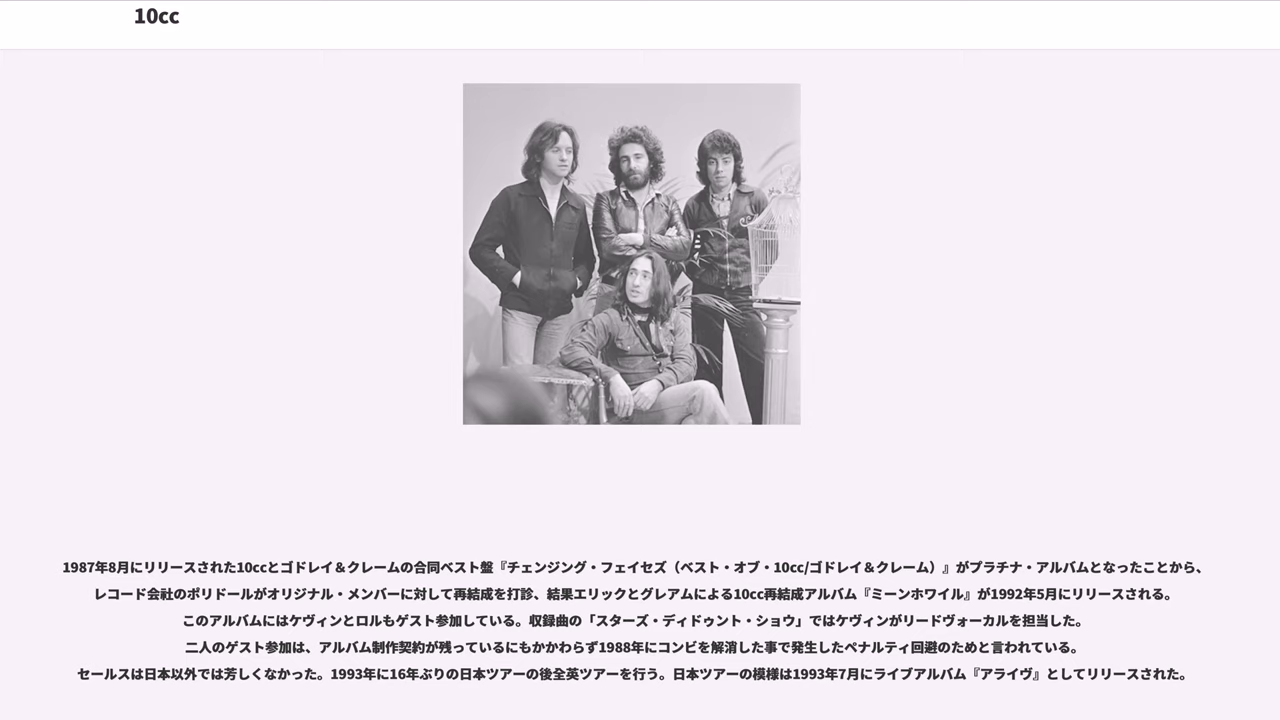 10cc
1987年8月にリリースされた10ccとゴドレイ＆クレームの合同ベスト盤『チェンジング・フェイセズ（ベスト・オブ・10cc/ゴドレイ＆クレーム）』がプラチナ・アルバムとなったことから、
レコード会社のポリドールがオリジナル・メンバーに対して再結成を打診、結果エリックとグレアムによる10cc再結成アルバム『ミーンホワイル』が1992年5月にリリースされる。
このアルバムにはケヴィンとロルもゲスト参加している。収録曲の「スターズ・ディドゥント・ショウ」ではケヴィンがリードヴォーカルを担当した。
二人のゲスト参加は、アルバム制作契約が残っているにもかかわらず1988年にコンビを解消した事で発生したペナルティ回避のためと言われている。
セールスは日本以外では芳しくなかった。1993年に16年ぶりの日本ツアーの後全英ツアーを行う。日本ツアーの模様は1993年7月にライブアルバム『アライヴ』としてリリースされた。